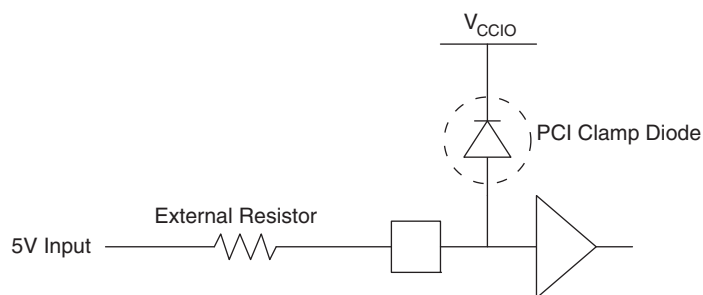 V_CCIO
PCI Clamp Diode
External Resistor
5V Input